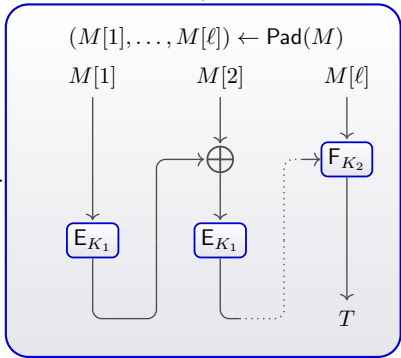 (M[1], . . . , M[ℓ]) ← Pad(M)
M[1] M[2] M[ℓ]
F_{K_2}
E_{K_1} E_{K_1}
T